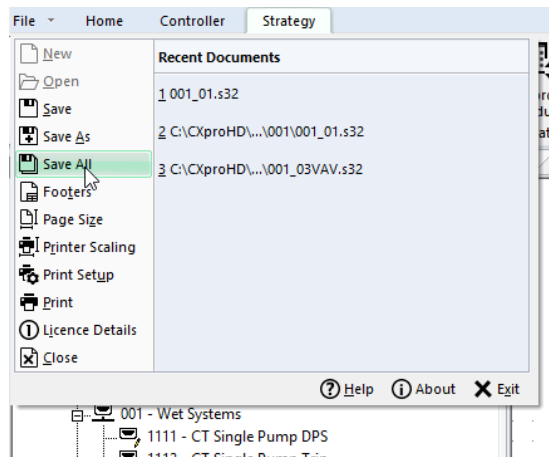 File Home Controller Strategy
New
Open
Save
Save As
Save All
Footers
Page Size
Printer Scaling
Print Setup
Print
Licence Details
Close
Recent Documents
1 001_01.s32
2 C:\CXproHD\...\001\001_01.s32
3 C:\CXproHD\...\001_03VAV.s32
Help About Exit
001 - Wet Systems
1111 - CT Single Pump DPS